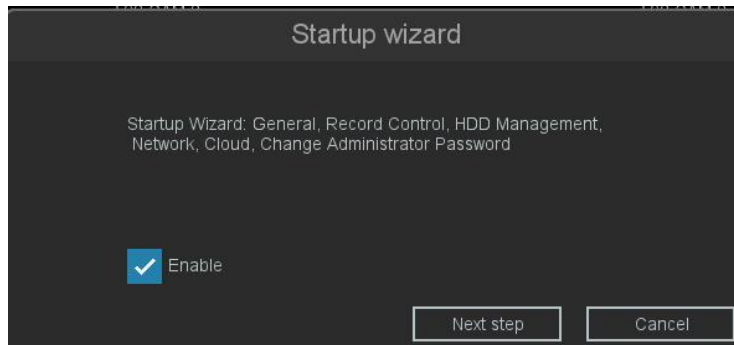 Startup wizard
Startup Wizard: General, Record Control, HDD Management,
Network, Cloud, Change Administrator Password
Enable
Next step
Cancel